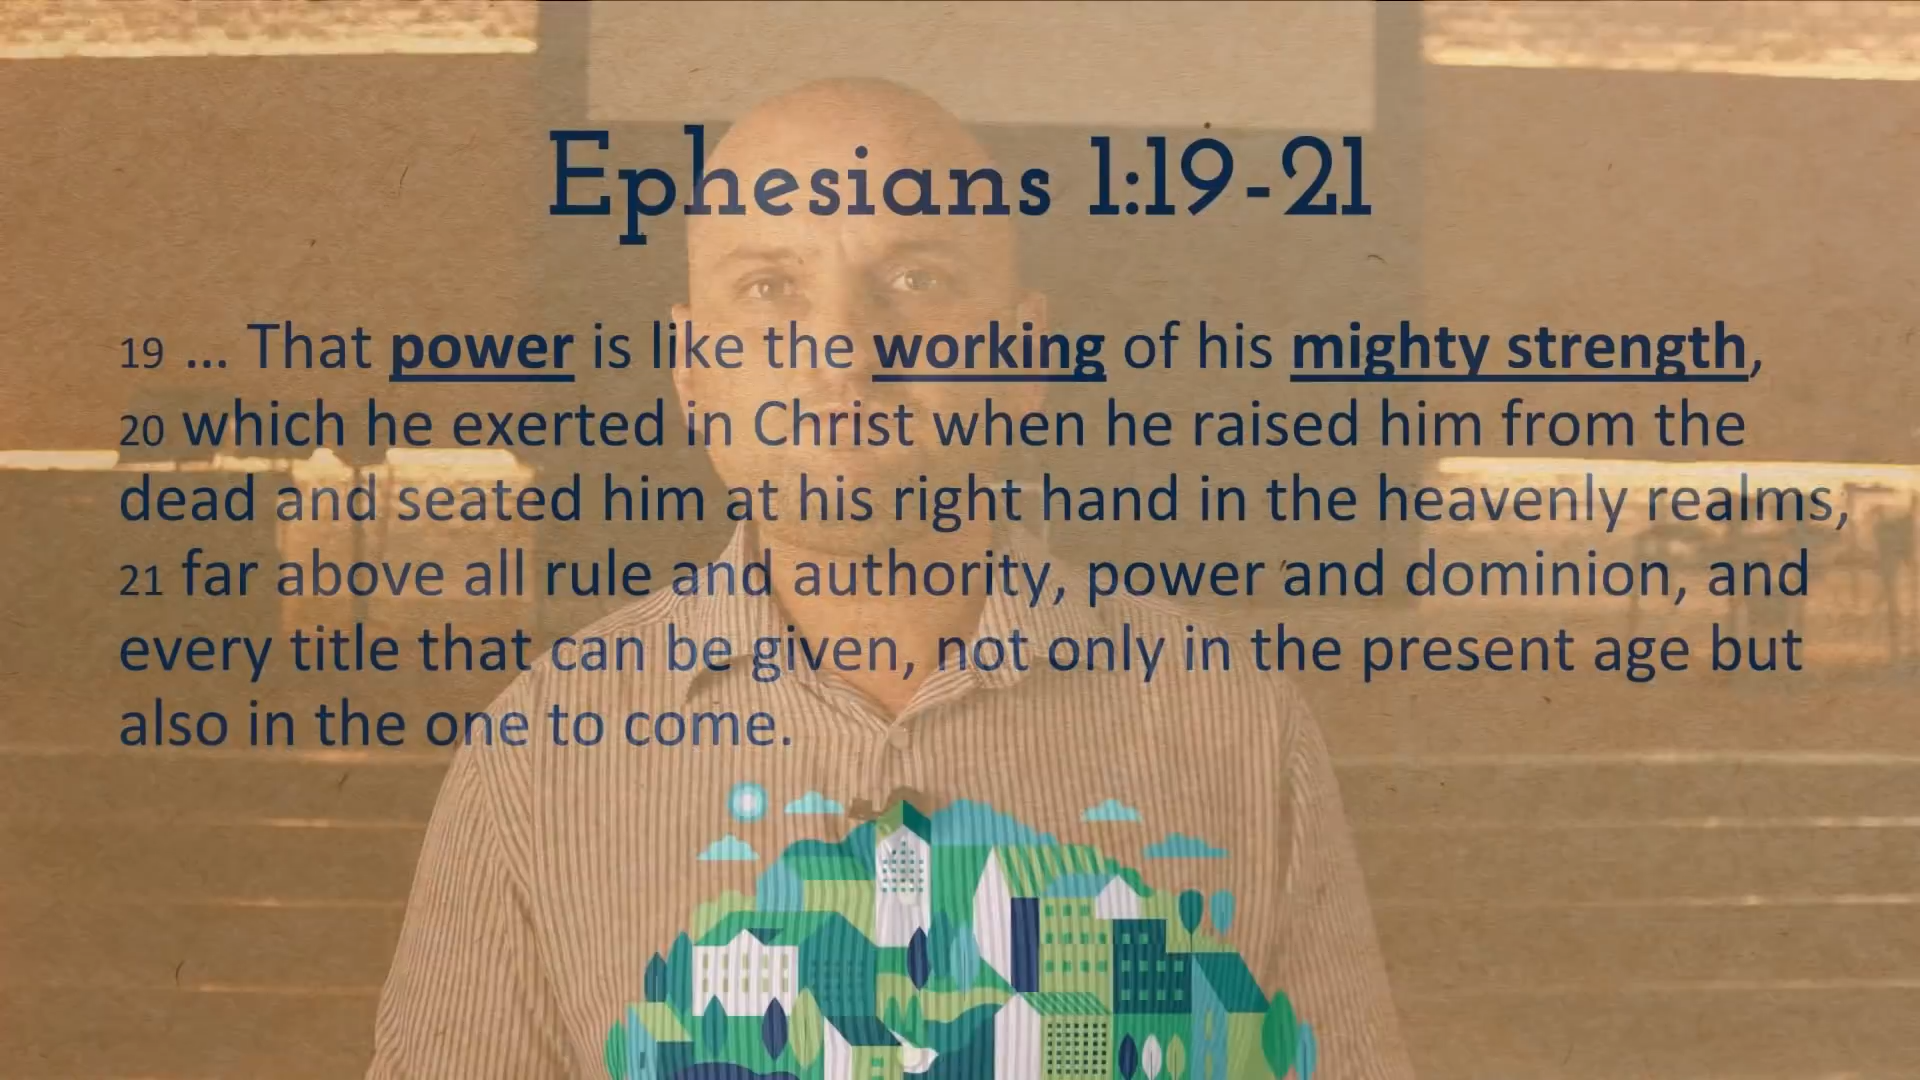 Ephesians 1:19-21
19 ... That power is like the working of his mighty strength,
20 which he exerted in Christ when he raised him from the
dead and seated him at his right hand in the heavenly realms,
21 far above all rule and authority, power and dominion, and
every title that can be given, not only in the present age but
also in the one to come.